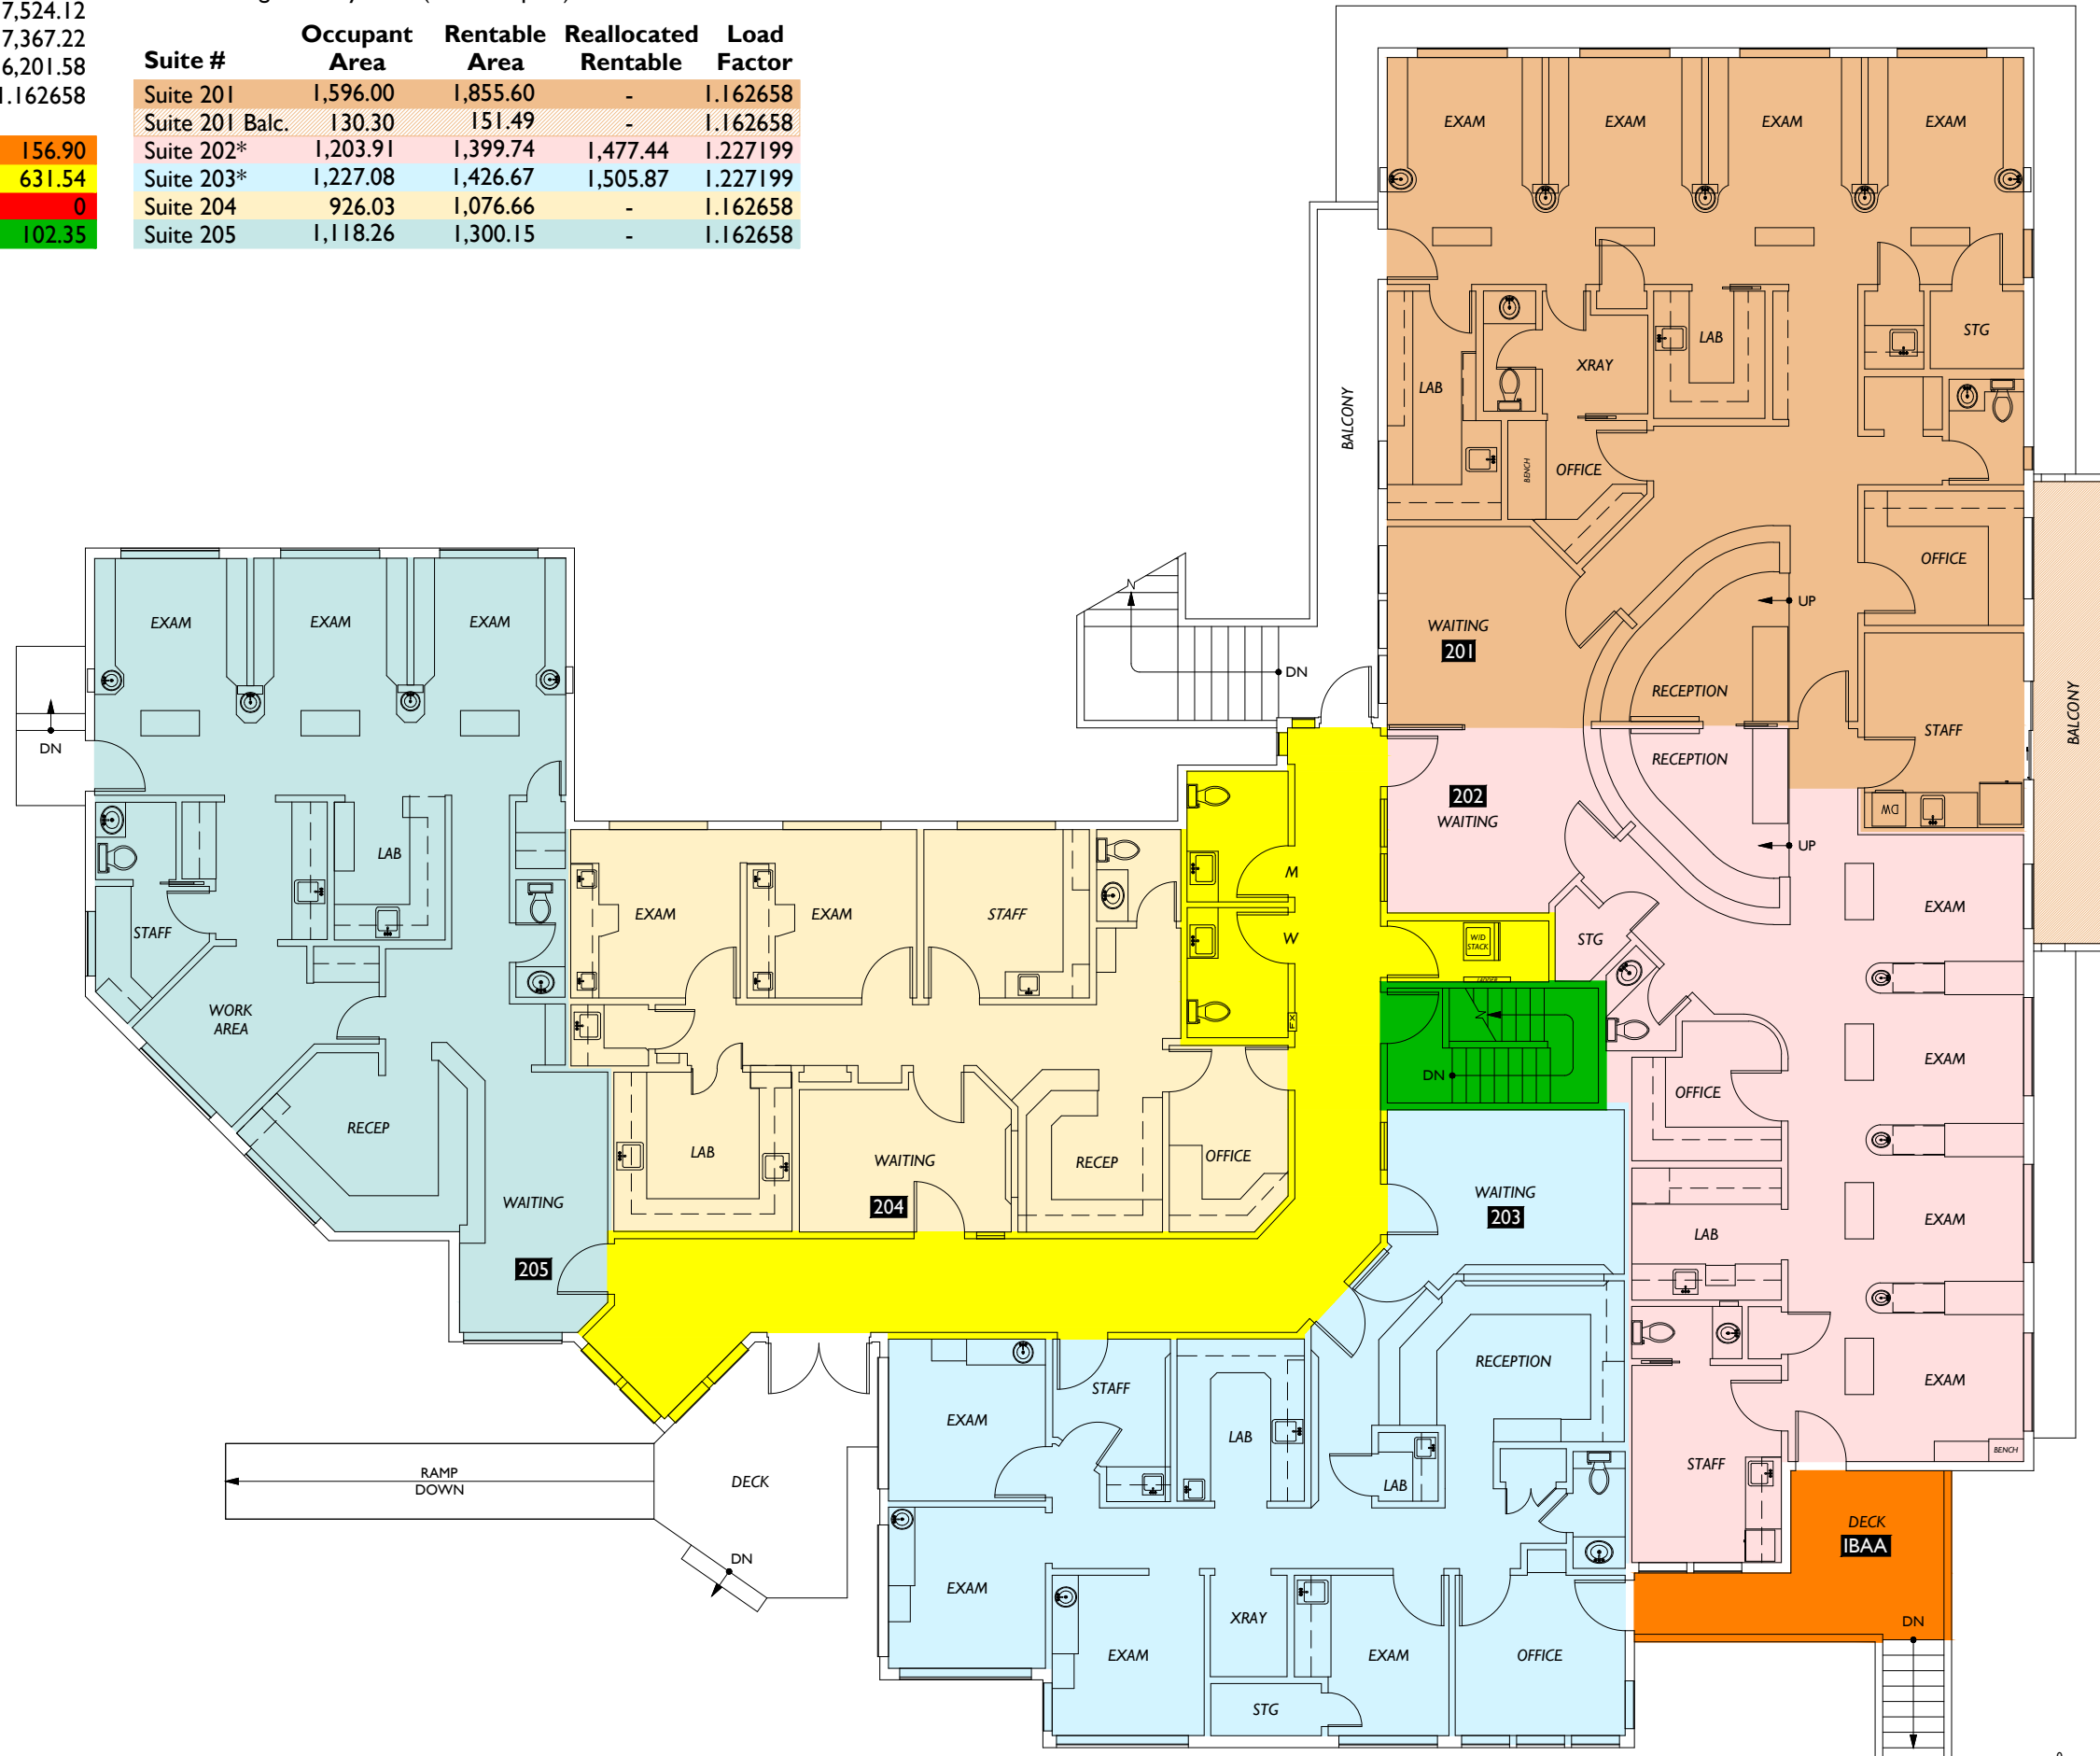 7,524.12
7,367.22
6,201.58
1.162658
156.90
631.54
0
102.35
Suite # Occupant Area Rentable Area Reallocated Rentable Load Factor
Suite 201 1,596.00 1,855.60 - 1.162658
Suite 201 Balc. 130.30 151.49 - 1.162658
Suite 202* 1,203.91 1,399.74 1,477.44 1.227199
Suite 203* 1,227.08 1,426.67 1,505.87 1.227199
Suite 204 926.03 1,076.66 - 1.162658
Suite 205 1,118.26 1,300.15 - 1.162658
EXAM EXAM EXAM EXAM
STG
LAB
XRAY
LAB
BALCONY
BENCH
OFFICE
OFFICE
UP
WAITING
201
RECEPTION
DN
STAFF
BALCONY
DW
RECEPTION
202
WAITING
UP
EXAM
STG
W/D
STACK
LADDER
EXAM
OFFICE
DN
EXAM
LAB
EXAM
STAFF
BENCH
DECK
IBAA
DN
EXAM EXAM EXAM
DN
LAB
STAFF
WORK
AREA
RECEP
WAITING
205
EXAM EXAM STAFF
M
W
FX
LAB
WAITING
204
RECEP
OFFICE
WAITING
203
RECEPTION
STAFF
EXAM
LAB
LAB
RAMP
DOWN
DECK
DN
EXAM
XRAY
EXAM
EXAM
OFFICE
STG